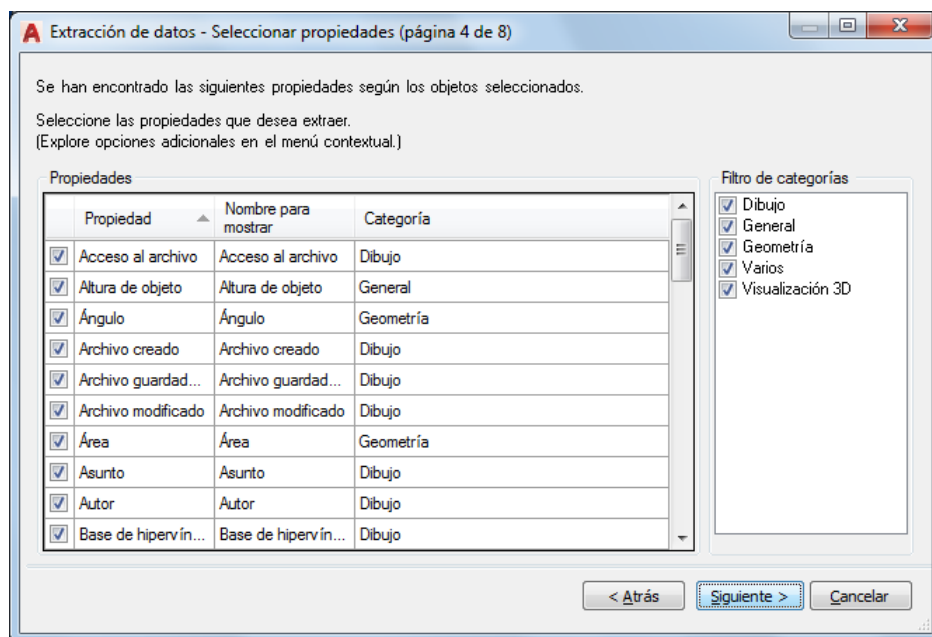 Extracción de datos - Seleccionar propiedades (página 4 de 8)
Se han encontrado las siguientes propiedades según los objetos seleccionados.
Seleccione las propiedades que desea extraer.
(Explore opciones adicionales en el menú contextual.)
Propiedades
Propiedad Nombre para mostrar Categoría
Acceso al archivo Acceso al archivo Dibujo
Altura de objeto Altura de objeto General
Ángulo Ángulo Geometría
Archivo creado Archivo creado Dibujo
Archivo guardad... Archivo guardad... Dibujo
Archivo modificado Archivo modificado Dibujo
Área Área Geometría
Asunto Asunto Dibujo
Autor Autor Dibujo
Base de hipervín... Base de hipervín... Dibujo
Filtro de categorías
Dibujo
General
Geometría
Varios
Visualización 3D
< Atrás Siguiente > Cancelar